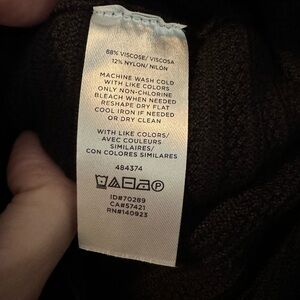 68% VISCOSE/ VISCOSA
12% NYLON/ NILÓN
MACHINE WASH COLD
WITH LIKE COLORS
ONLY NON-CHLORINE
BLEACH WHEN NEEDED
RESHAPE DRY FLAT
COOL IRON IF NEEDED
OR DRY CLEAN
WITH LIKE COLORS/
AVEC COULEURS
SIMILAIRES/
CON COLORES SIMILARES
484374
P
ID#70289
CA#57421
RN#140923